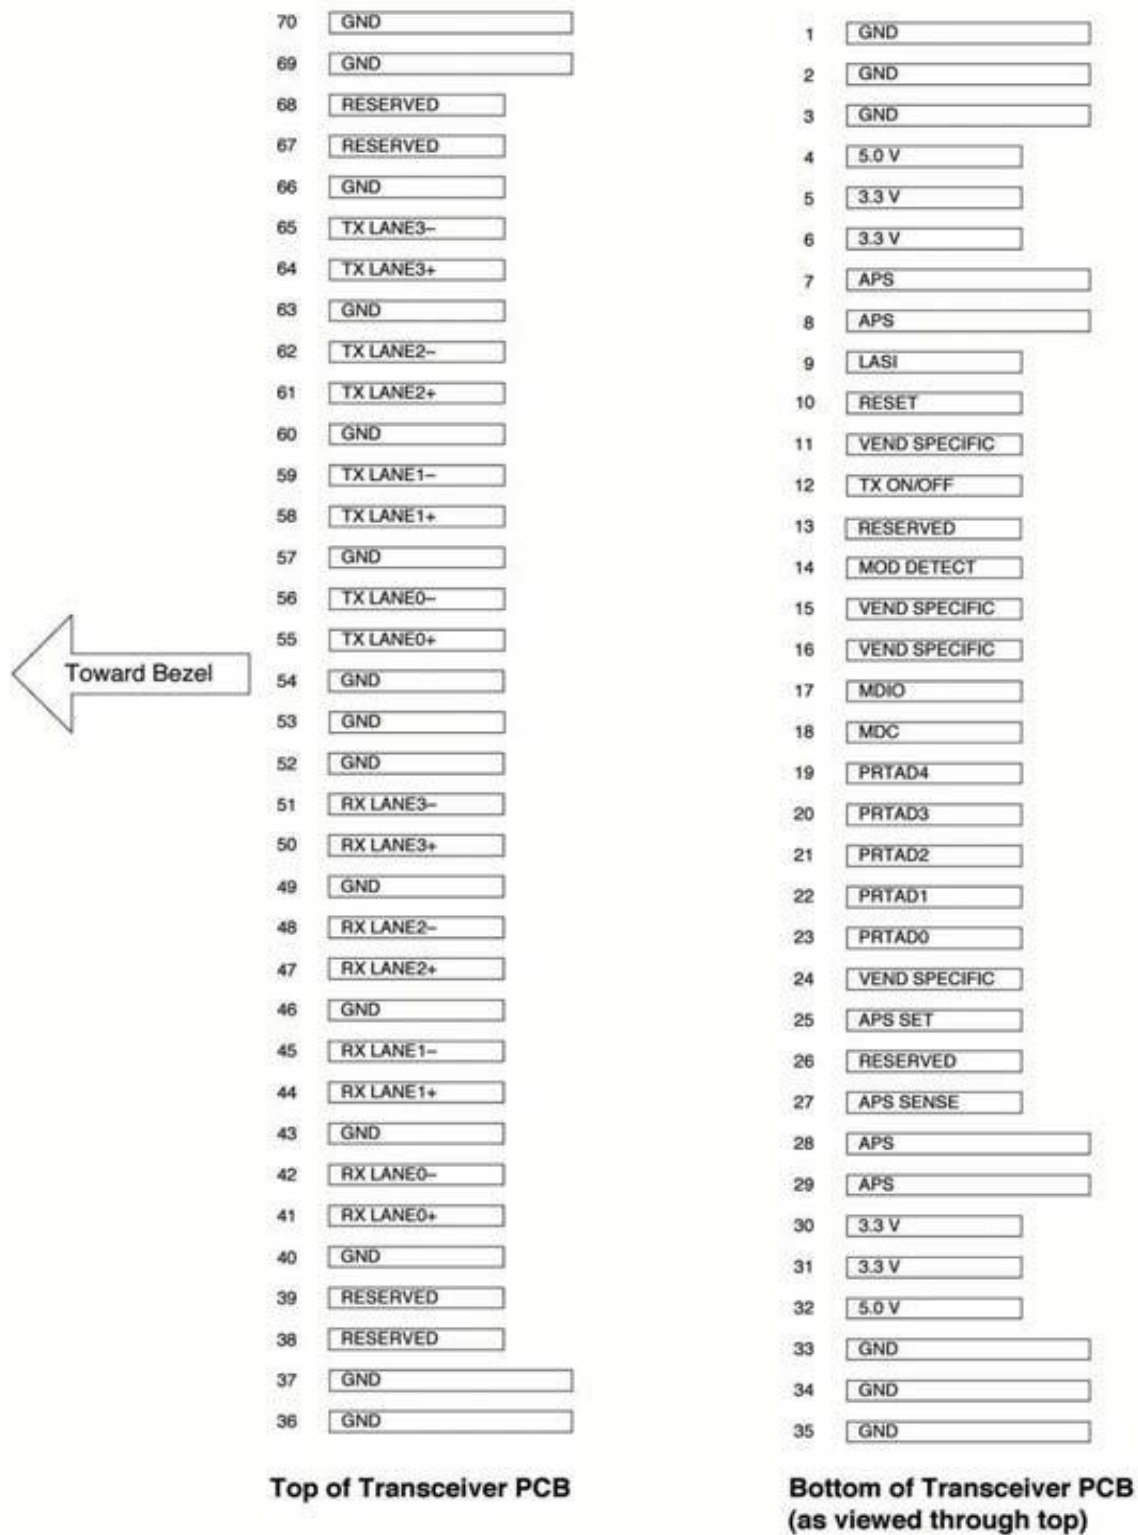 70 GND
69 GND
68 RESERVED
67 RESERVED
66 GND
65 TX LANE3–
64 TX LANE3+
63 GND
62 TX LANE2–
61 TX LANE2+
60 GND
59 TX LANE1–
58 TX LANE1+
57 GND
56 TX LANE0–
55 TX LANE0+
54 GND
53 GND
52 GND
51 RX LANE3–
50 RX LANE3+
49 GND
48 RX LANE2–
47 RX LANE2+
46 GND
45 RX LANE1–
44 RX LANE1+
43 GND
42 RX LANE0–
41 RX LANE0+
40 GND
39 RESERVED
38 RESERVED
37 GND
36 GND
Top of Transceiver PCB
Toward Bezel
1 GND
2 GND
3 GND
4 5.0 V
5 3.3 V
6 3.3 V
7 APS
8 APS
9 LASI
10 RESET
11 VEND SPECIFIC
12 TX ON/OFF
13 RESERVED
14 MOD DETECT
15 VEND SPECIFIC
16 VEND SPECIFIC
17 MDIO
18 MDC
19 PRTAD4
20 PRTAD3
21 PRTAD2
22 PRTAD1
23 PRTAD0
24 VEND SPECIFIC
25 APS SET
26 RESERVED
27 APS SENSE
28 APS
29 APS
30 3.3 V
31 3.3 V
32 5.0 V
33 GND
34 GND
35 GND
Bottom of Transceiver PCB
(as viewed through top)